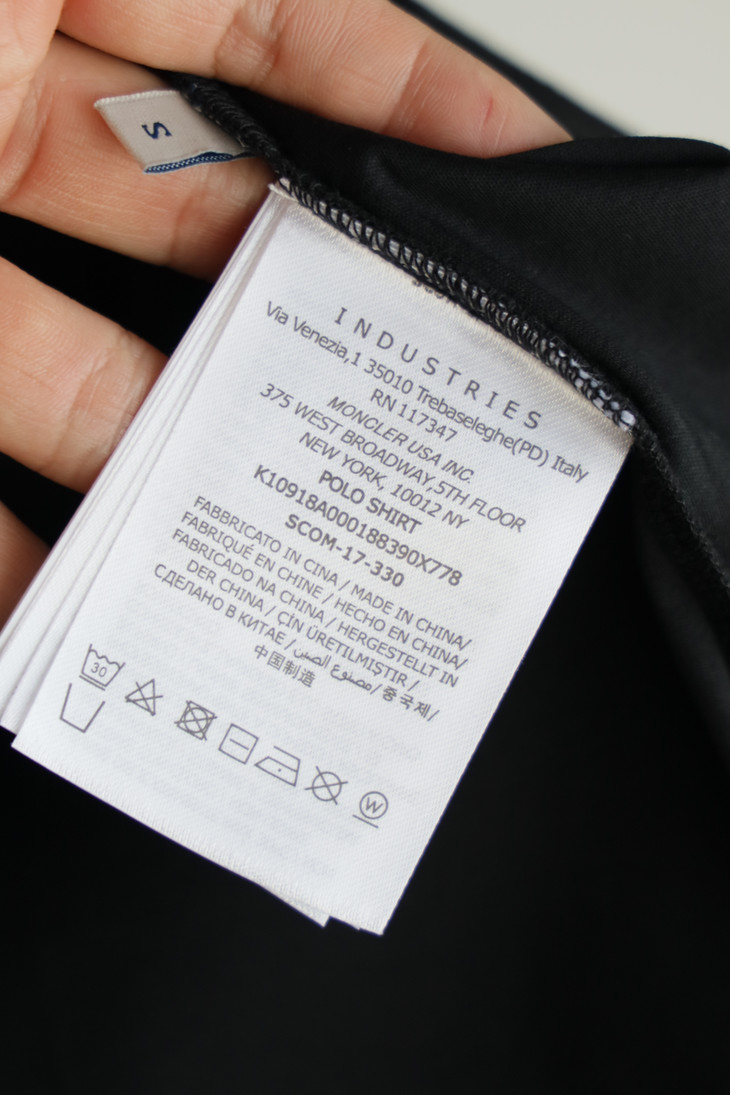 S
INDUSTRIES
Via Venezia,1 35010 Trebaseleghe(PD) Italy
RN 117347
MONCLER USA INC.
375 WEST BROADWAY,5TH FLOOR
NEW YORK, 10012 NY
POLO SHIRT
K10918A000188390X778
SCOM-17-330
FABBRICATO IN CINA / MADE IN CHINA/
FABRIQUÉ EN CHINE / HECHO EN CHINA/
FABRICADO NA CHINA / HERGESTELLT IN
DER CHINA / ÇİN ÜRETİLMİŞTİR /
СДЕЛАНО В КИТАЕ /مصنوع الصين/중국제/
中国制造
30
W